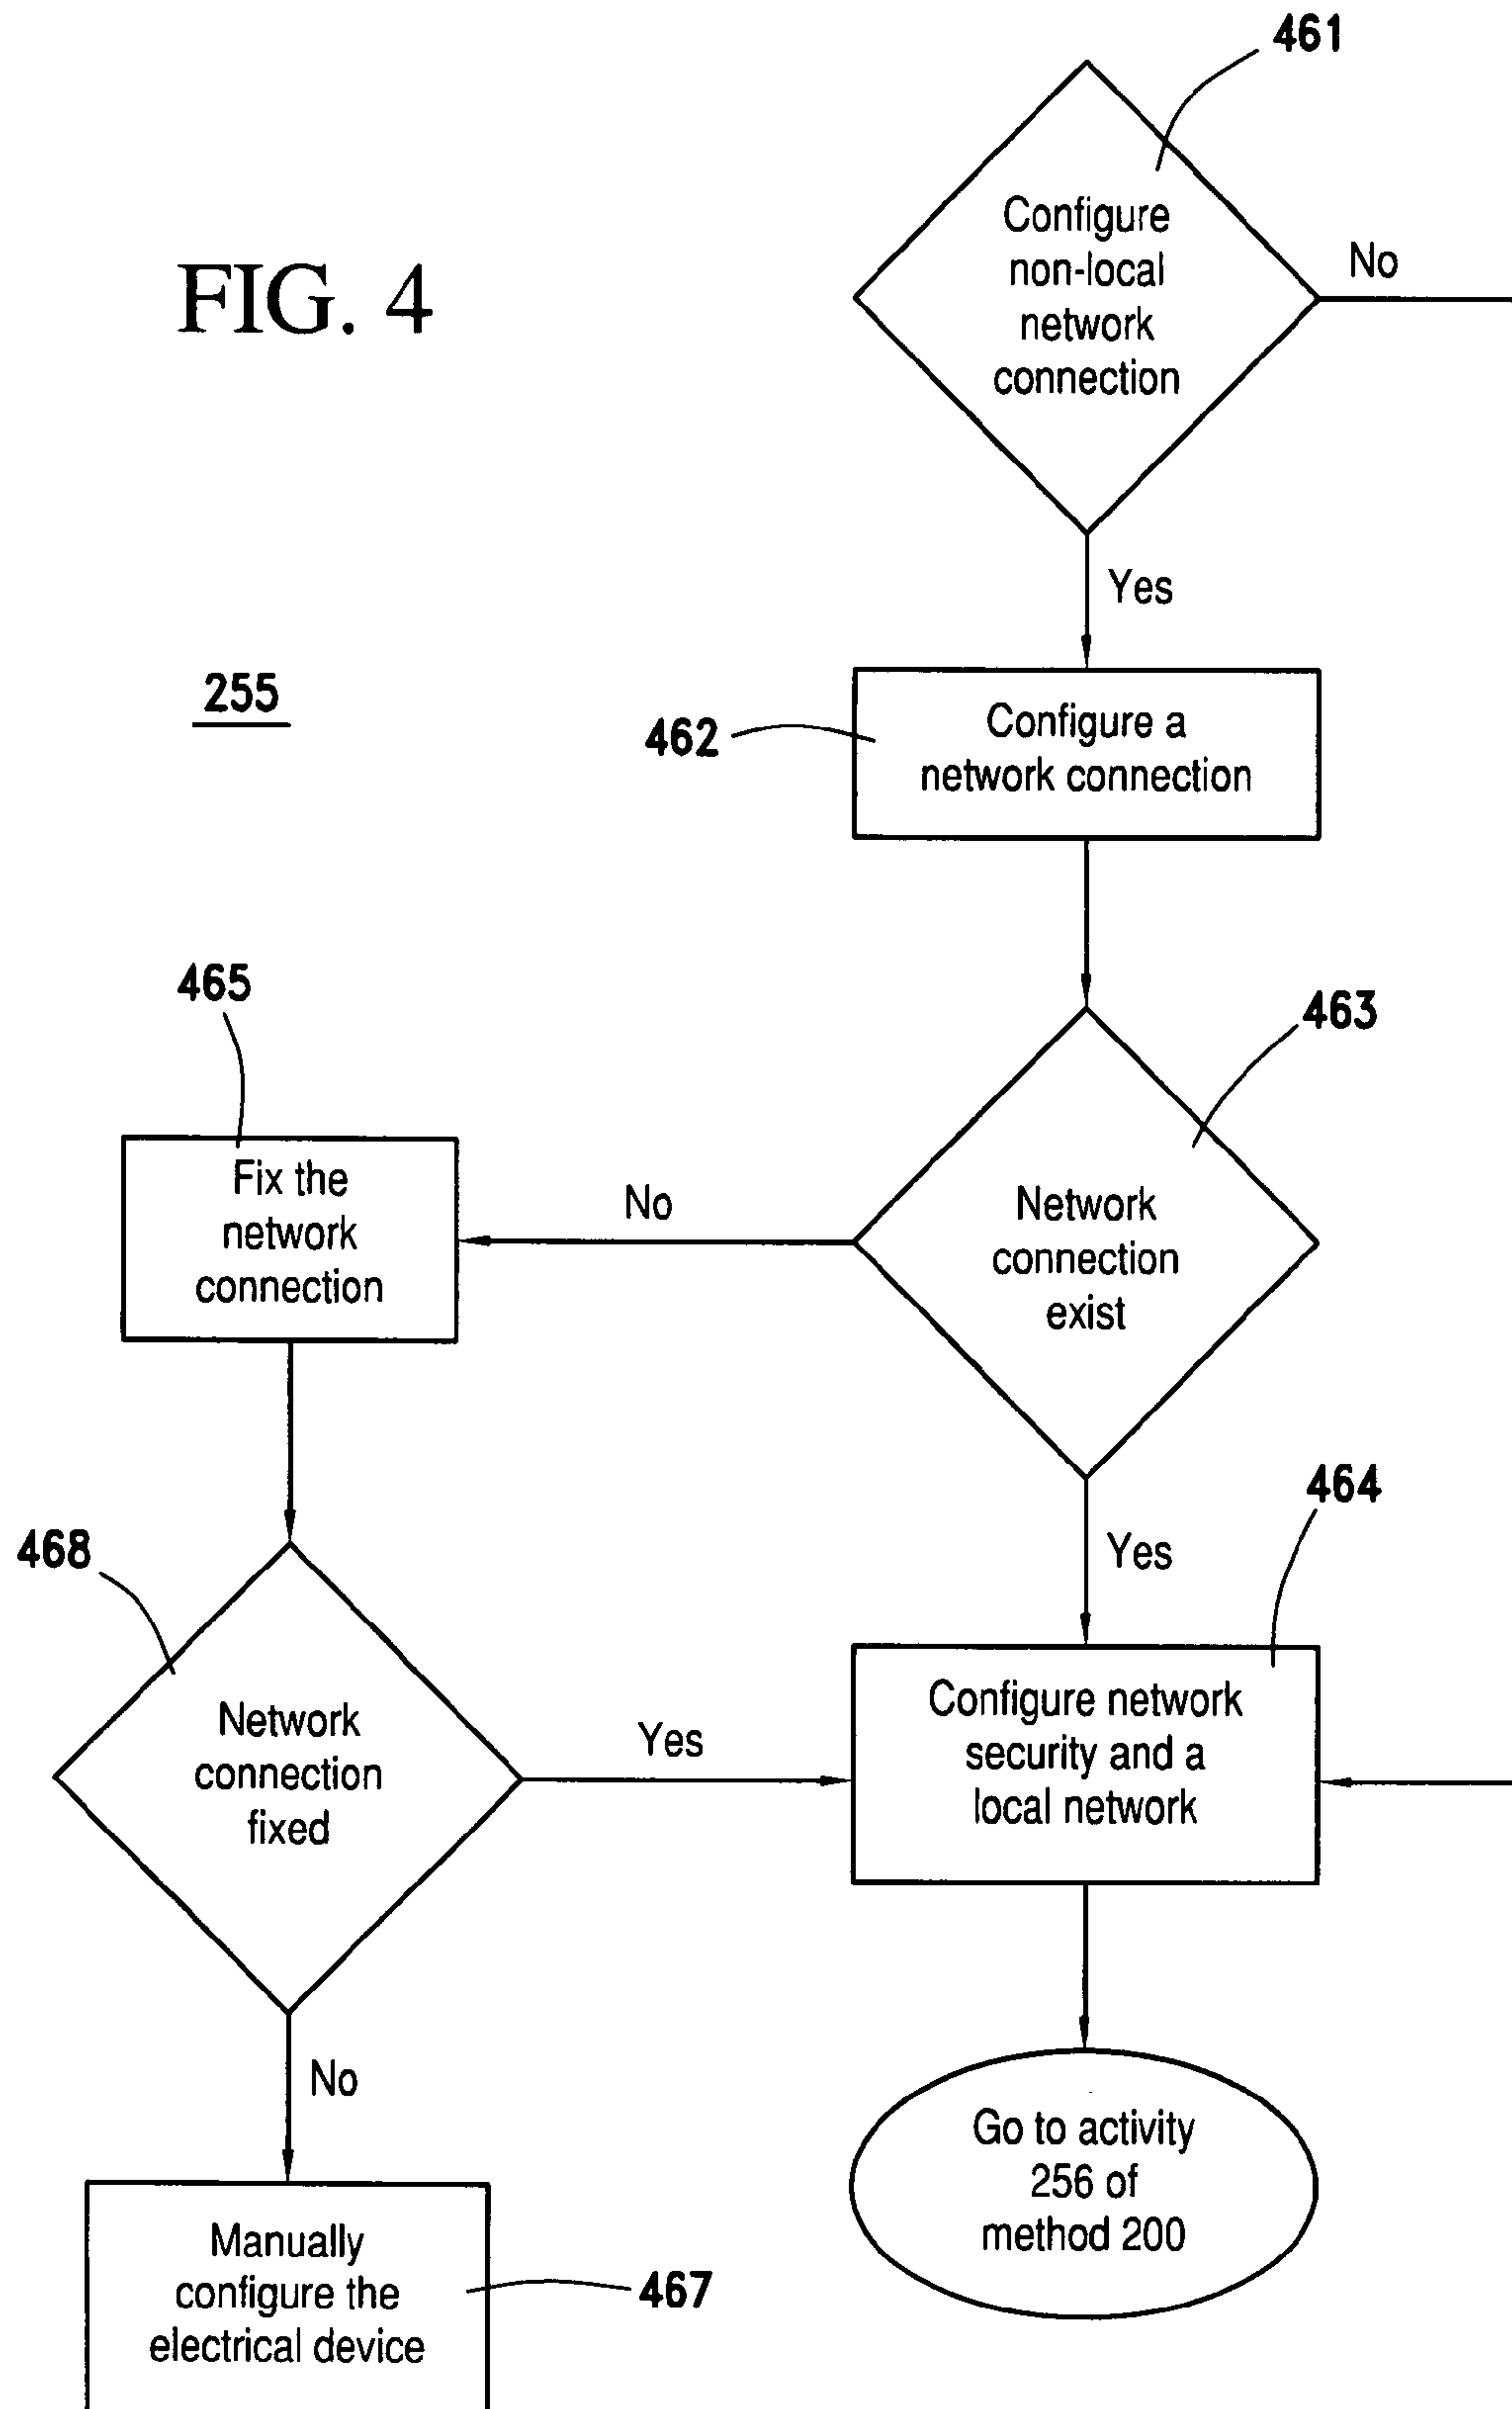 461
Configure
non-local
network
connection
No
FIG. 4
Yes
255
462
Configure a
network connection
465
463
Fix the
network
connection
No
Network
connection
exist
464
468
Yes
Network
connection
fixed
Yes
Configure network
security and a
local network
No
Go to activity
256 of
method 200
Manually
configure the
electrical device
467